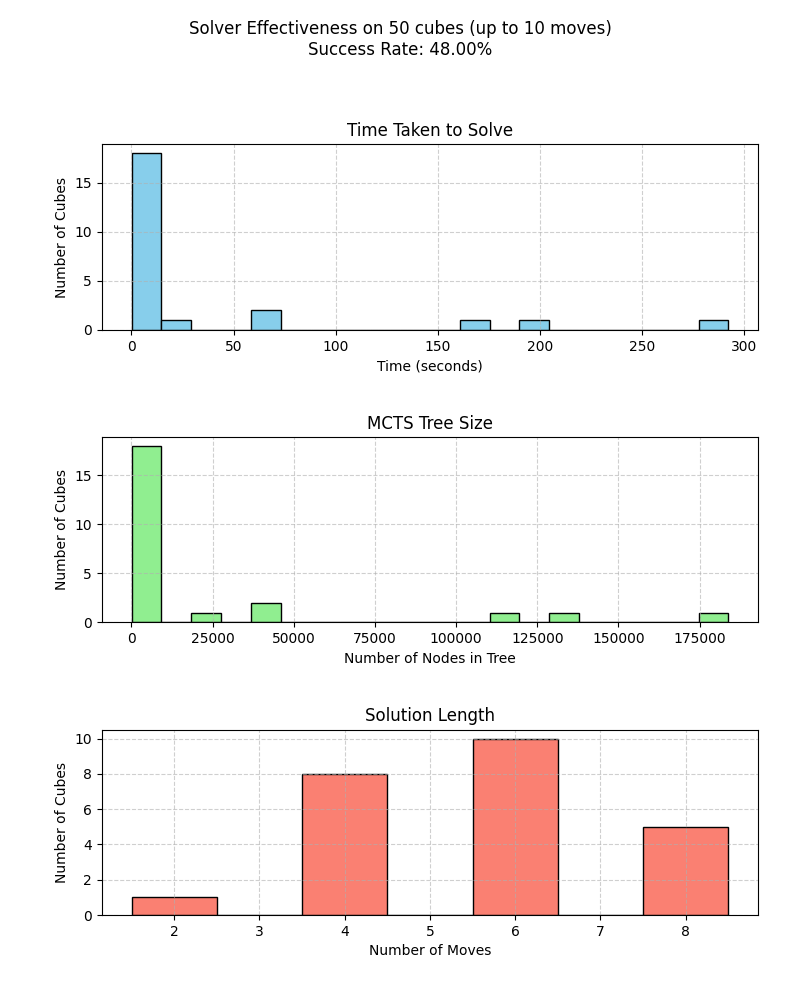 Solver Effectiveness on 50 cubes (up to 10 moves)
Success Rate: 48.00%
Time Taken to Solve
Number of Cubes
15
10
5
0
0 50 100 150 200 250 300
Time (seconds)
MCTS Tree Size
Number of Cubes
15
10
5
0
0 25000 50000 75000 100000 125000 150000 175000
Number of Nodes in Tree
Solution Length
Number of Cubes
10
8
6
4
2
0
2 3 4 5 6 7 8
Number of Moves